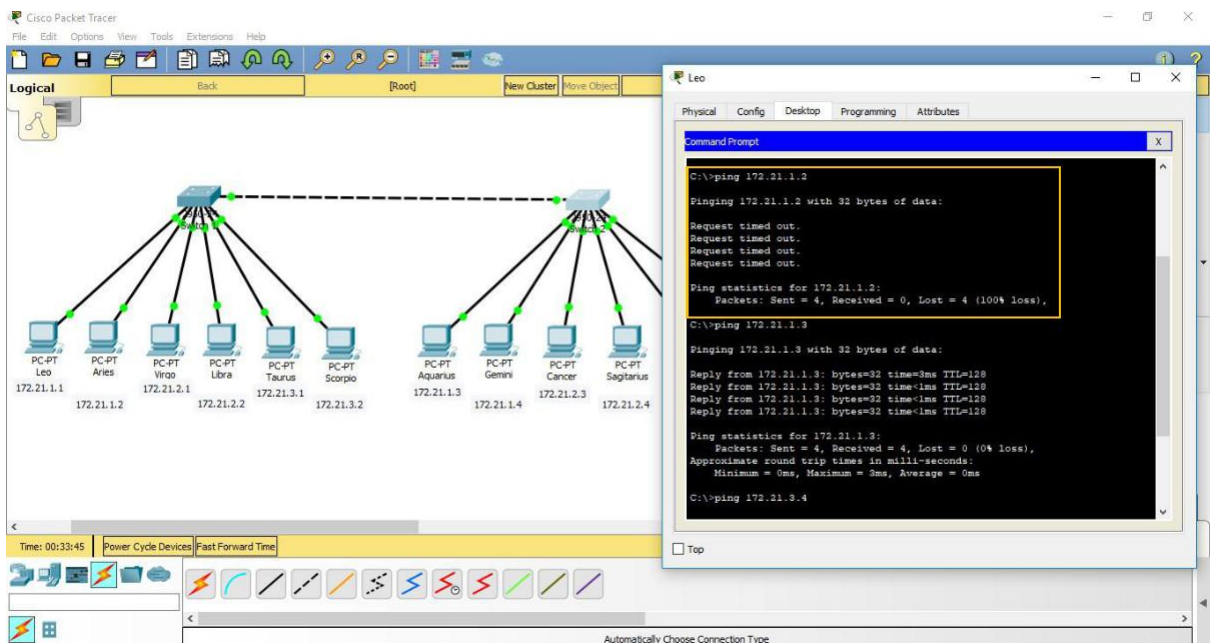 Cisco Packet Tracer
File Edit Options View Tools Extensions Help
Logical
Back
[Root]
New Cluster
Move Object
PC-PT
Leo
172.21.1.1
PC-PT
Aries
172.21.1.2
PC-PT
Virgo
172.21.2.1
PC-PT
Libra
172.21.2.2
PC-PT
Taurus
172.21.3.1
PC-PT
Scorpio
172.21.3.2
PC-PT
Aquarius
172.21.1.3
PC-PT
Gemini
172.21.1.4
PC-PT
Cancer
172.21.2.3
PC-PT
Sagitarius
172.21.2.4
Leo
Physical Config Desktop Programming Attributes
Command Prompt
X
C:\>ping 172.21.1.2
Pinging 172.21.1.2 with 32 bytes of data:
Request timed out.
Request timed out.
Request timed out.
Request timed out.
Ping statistics for 172.21.1.2:
Packets: Sent = 4, Received = 0, Lost = 4 (100% loss),
C:\>ping 172.21.1.3
Pinging 172.21.1.3 with 32 bytes of data:
Reply from 172.21.1.3: bytes=32 time=3ms TTL=128
Reply from 172.21.1.3: bytes=32 time<1ms TTL=128
Reply from 172.21.1.3: bytes=32 time<1ms TTL=128
Reply from 172.21.1.3: bytes=32 time<1ms TTL=128
Ping statistics for 172.21.1.3:
Packets: Sent = 4, Received = 4, Lost = 0 (0% loss),
Approximate round trip times in milli-seconds:
Minimum = 0ms, Maximum = 3ms, Average = 0ms
C:\>ping 172.21.3.4
Top
Time: 00:33:45
Power Cycle Devices
Fast Forward Time
Automatically Choose Connection Type